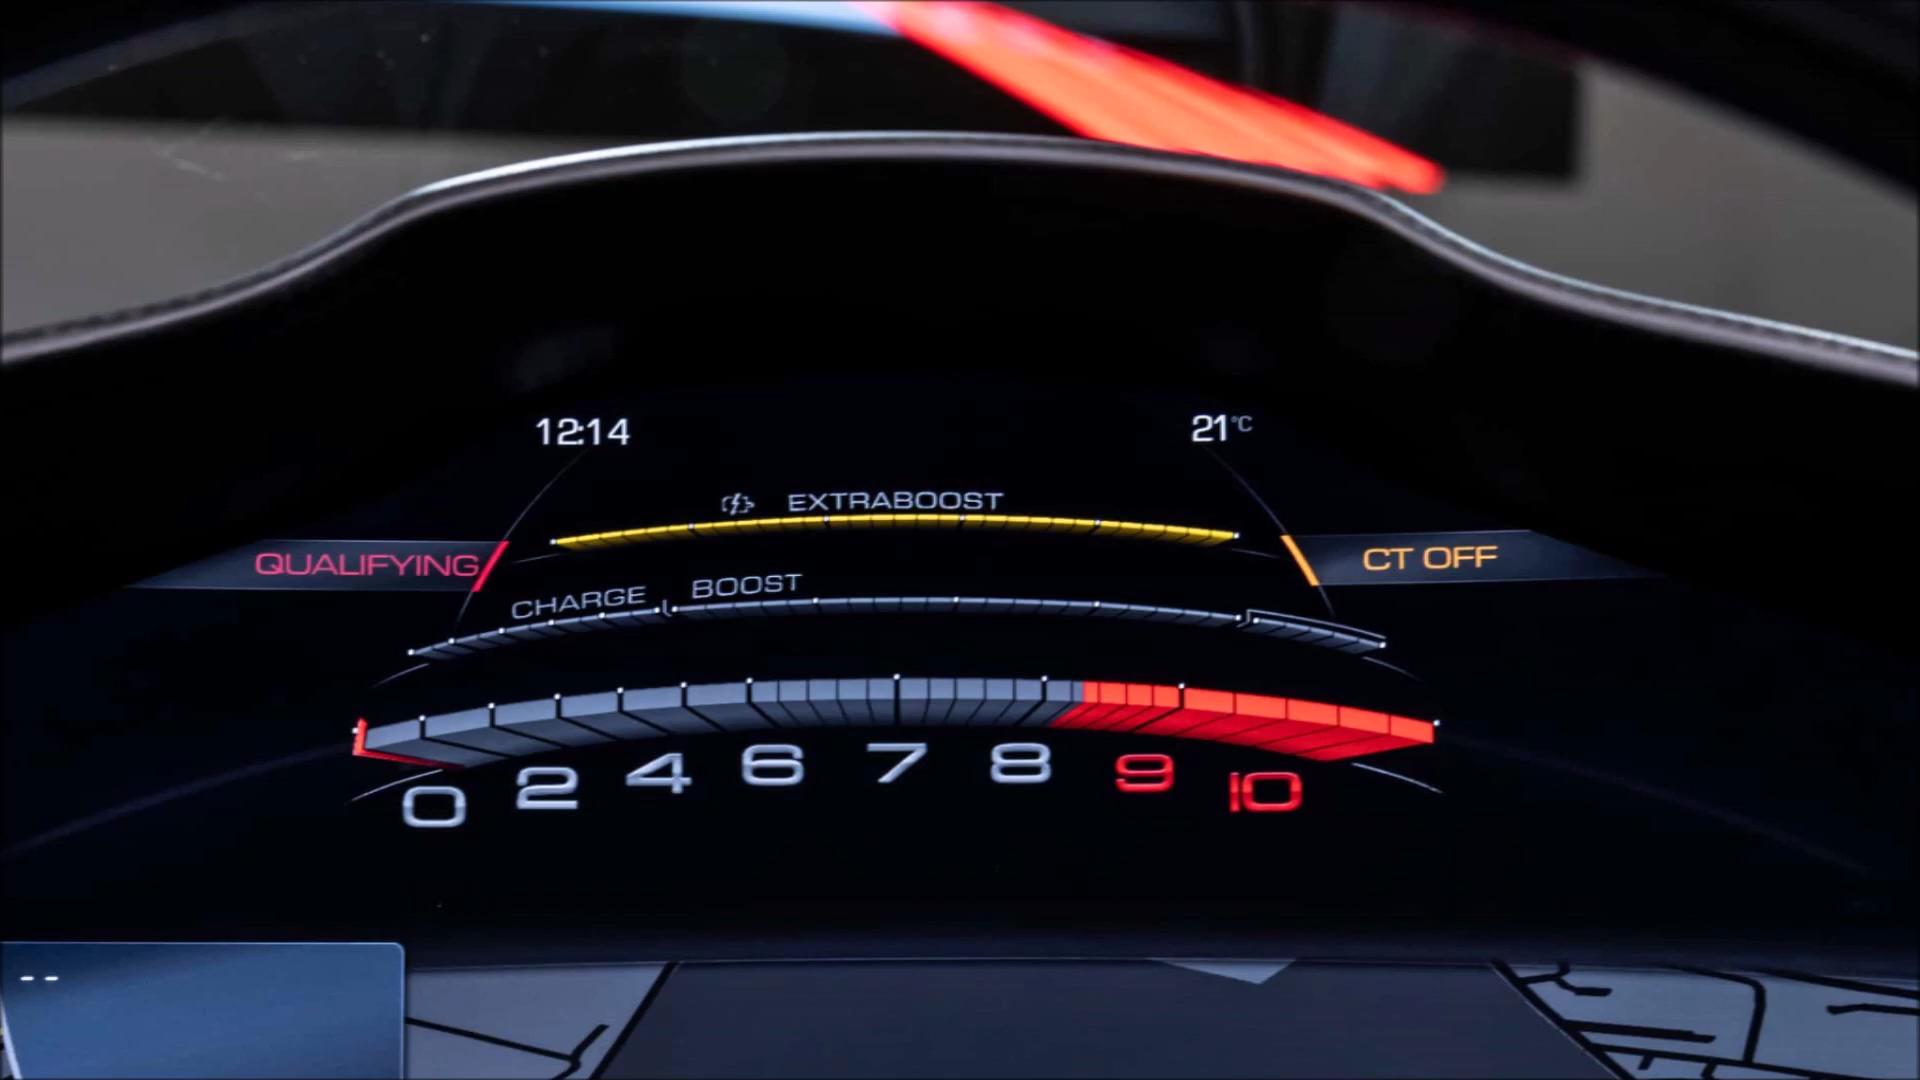 12:14
21°C
EXTRABOOST
QUALIFYING
CT OFF
CHARGE BOOST
0 2 4 6 7 8 9 10
--